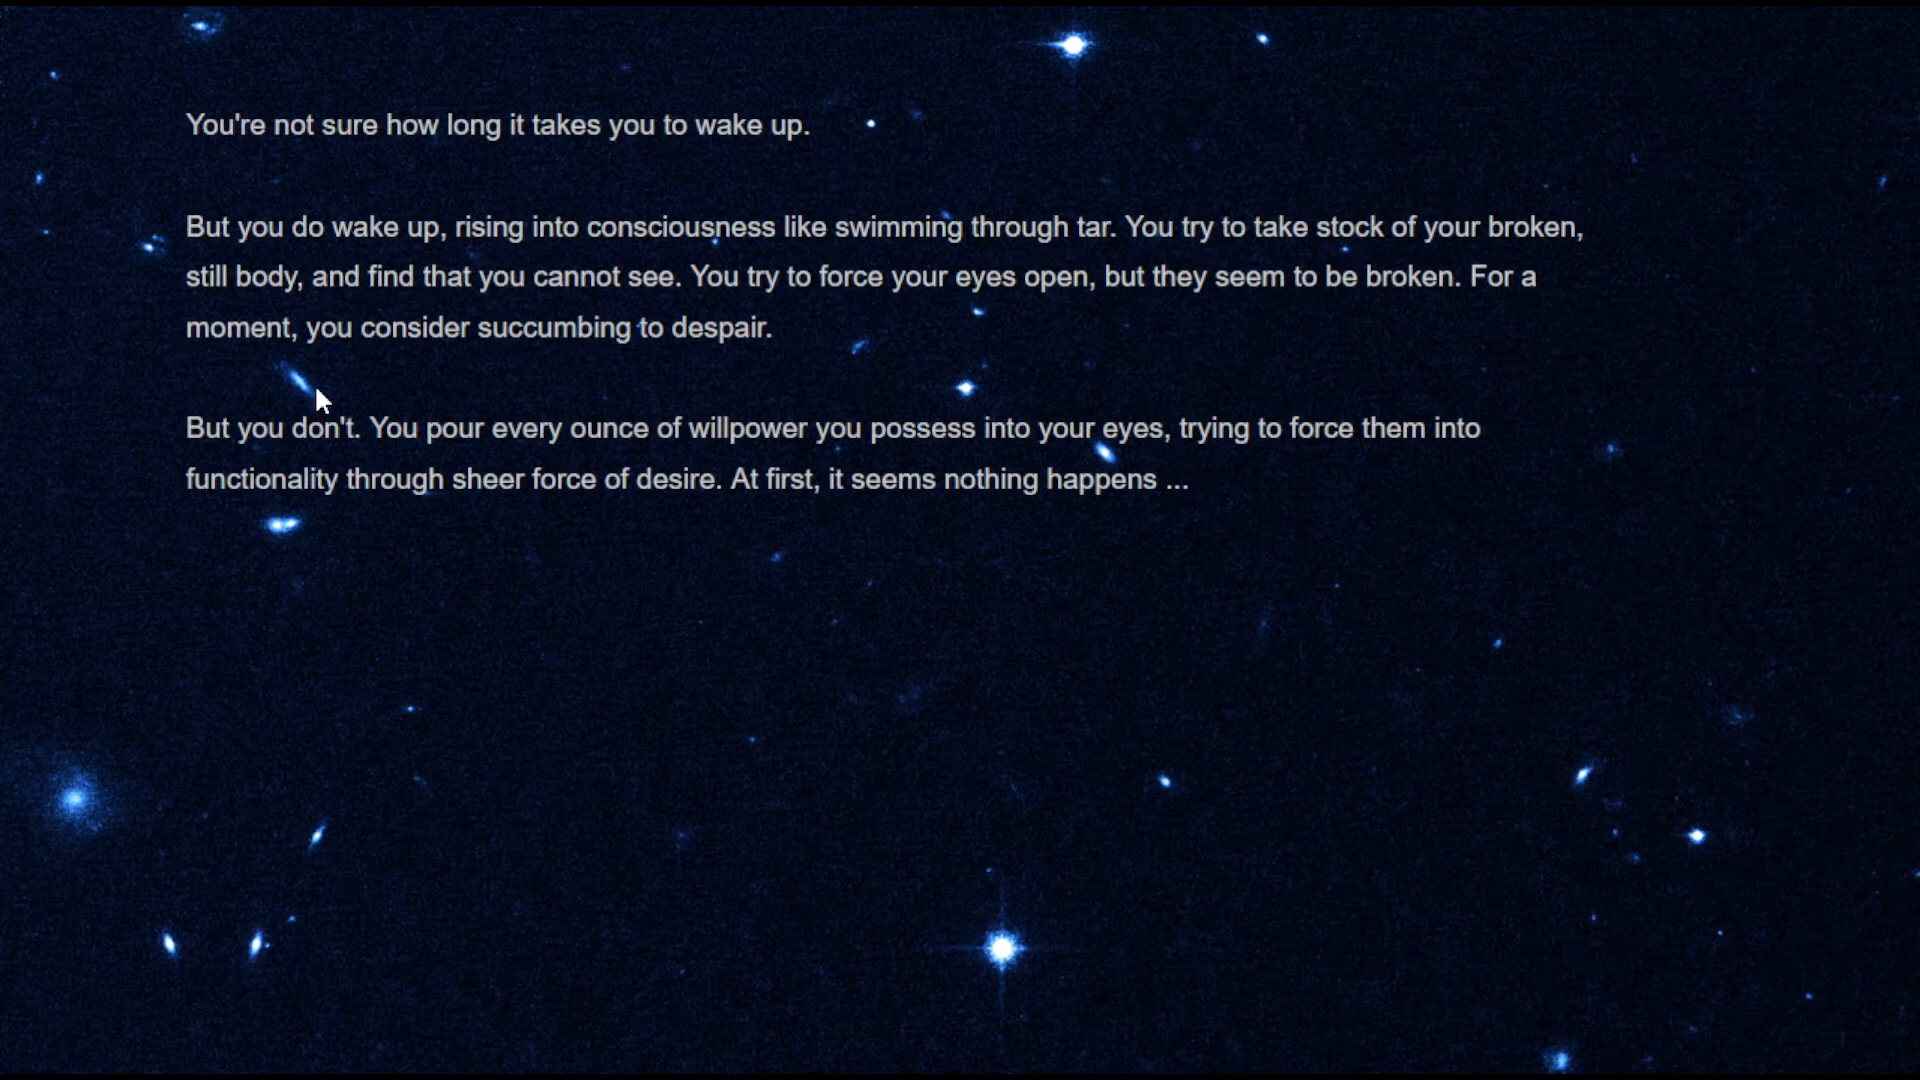 You're not sure how long it takes you to wake up.
But you do wake up, rising into consciousness like swimming through tar. You try to take stock of your broken,
still body, and find that you cannot see. You try to force your eyes open, but they seem to be broken. For a
moment, you consider succumbing to despair.
But you don't. You pour every ounce of willpower you possess into your eyes, trying to force them into
functionality through sheer force of desire. At first, it seems nothing happens ...